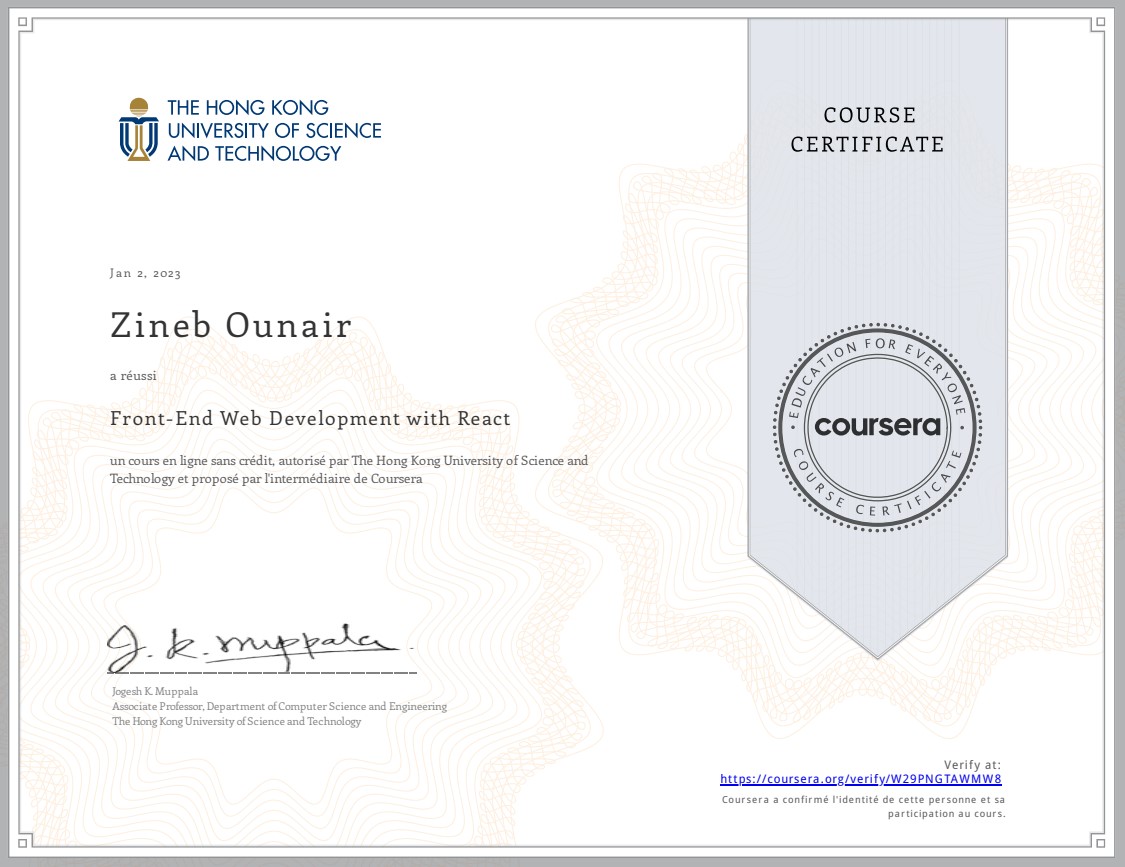 THE HONG KONG
UNIVERSITY OF SCIENCE
AND TECHNOLOGY
COURSE
CERTIFICATE
Jan 2, 2023
Zineb Ounair
a réussi
Front-End Web Development with React
un cours en ligne sans crédit, autorisé par The Hong Kong University of Science and
Technology et proposé par l'intermédiaire de Coursera
EDUCATION FOR EVERYONE
coursera
COURSE CERTIFICATE
J. K. Muppala
Jogesh K. Muppala
Associate Professor, Department of Computer Science and Engineering
The Hong Kong University of Science and Technology
Verify at:
https://coursera.org/verify/W29PNGTAWMW8
Coursera a confirmé l'identité de cette personne et sa
participation au cours.